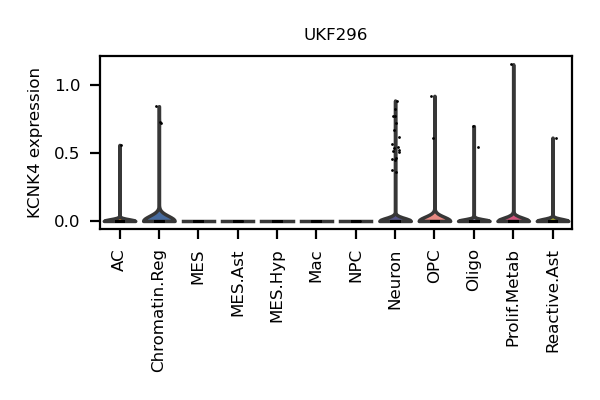 UKF296
KCNK4 expression
1.0
0.5
0.0
AC
Chromatin.Reg
MES
MES.Ast
MES.Hyp
Mac
NPC
Neuron
OPC
Oligo
Prolif.Metab
Reactive.Ast